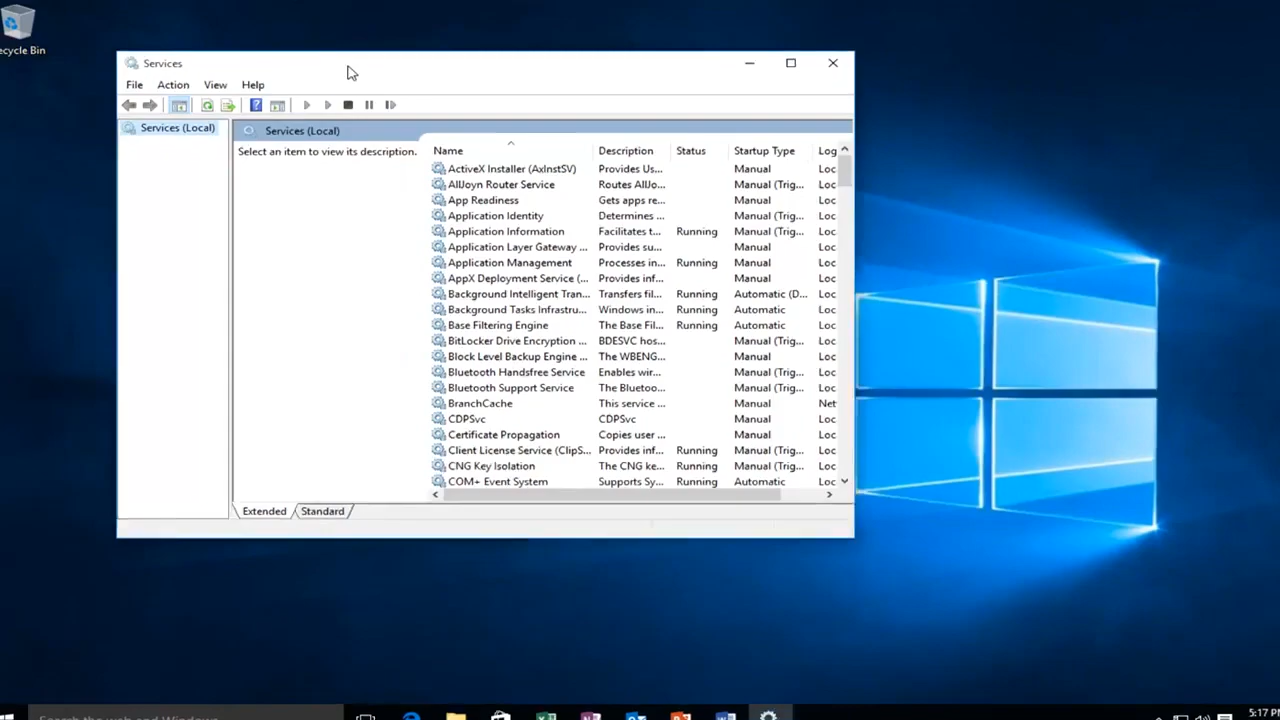 ecycle Bin
Services
File Action View Help
Services (Local)
Services (Local)
Select an item to view its description.
Name Description Status Startup Type Log
ActiveX Installer (AxInstSV) Provides Us... Manual Loc
AllJoyn Router Service Routes AllJo... Manual (Trig... Loc
App Readiness Gets apps re... Manual Loc
Application Identity Determines ... Manual (Trig... Loc
Application Information Facilitates t... Running Manual (Trig... Loc
Application Layer Gateway ... Provides su... Manual Loc
Application Management Processes in... Running Manual Loc
AppX Deployment Service (... Provides inf... Manual Loc
Background Intelligent Tran... Transfers fil... Running Automatic (D... Loc
Background Tasks Infrastru... Windows in... Running Automatic Loc
Base Filtering Engine The Base Fil... Running Automatic Loc
BitLocker Drive Encryption ... BDESVC hos... Manual (Trig... Loc
Block Level Backup Engine ... The WBENG... Manual Loc
Bluetooth Handsfree Service Enables wir... Manual (Trig... Loc
Bluetooth Support Service The Bluetoo... Manual (Trig... Loc
BranchCache This service ... Manual Net
CDPSvc CDPSvc Manual Loc
Certificate Propagation Copies user ... Manual Loc
Client License Service (ClipS... Provides inf... Running Manual (Trig... Loc
CNG Key Isolation The CNG ke... Running Manual (Trig... Loc
COM+ Event System Supports Sy... Running Automatic Loc
Extended Standard
Search the web and Windows
5:17 PM